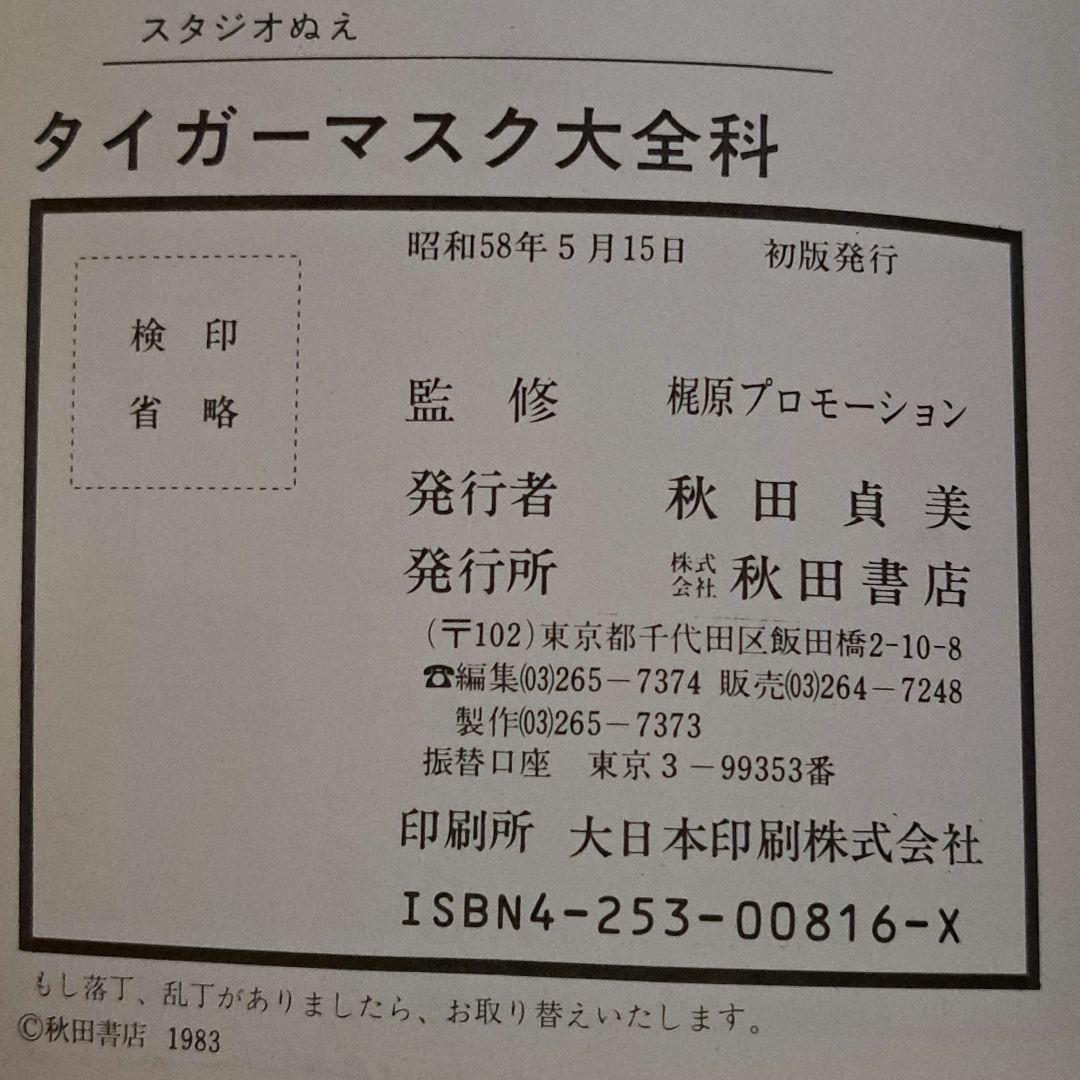 スタジオぬえ
タイガーマスク大全科
昭和58年5月15日 初版発行
検印
省略
監修 梶原プロモーション
発行者 秋田貞美
発行所 株式会社 秋田書店
(〒102)東京都千代田区飯田橋2-10-8
☎編集(03)265-7374 販売(03)264-7248
製作(03)265-7373
振替口座 東京3-99353番
印刷所 大日本印刷株式会社
ISBN4-253-00816-X
もし落丁、乱丁がありましたら、お取り替えいたします。
©秋田書店 1983